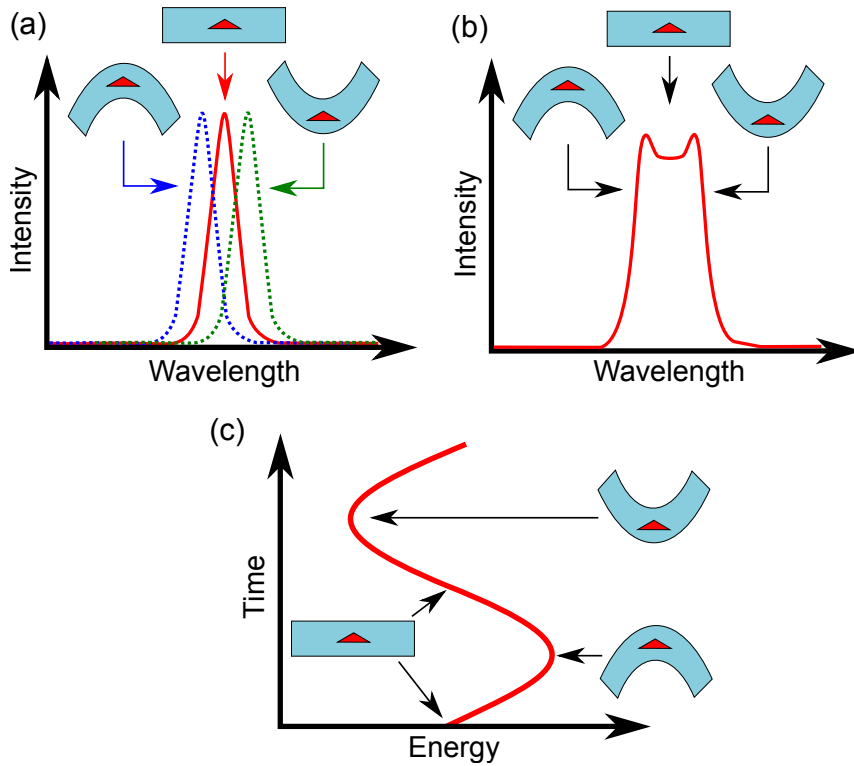 (a)
Intensity
Wavelength
(b)
Intensity
Wavelength
(c)
Time
Energy